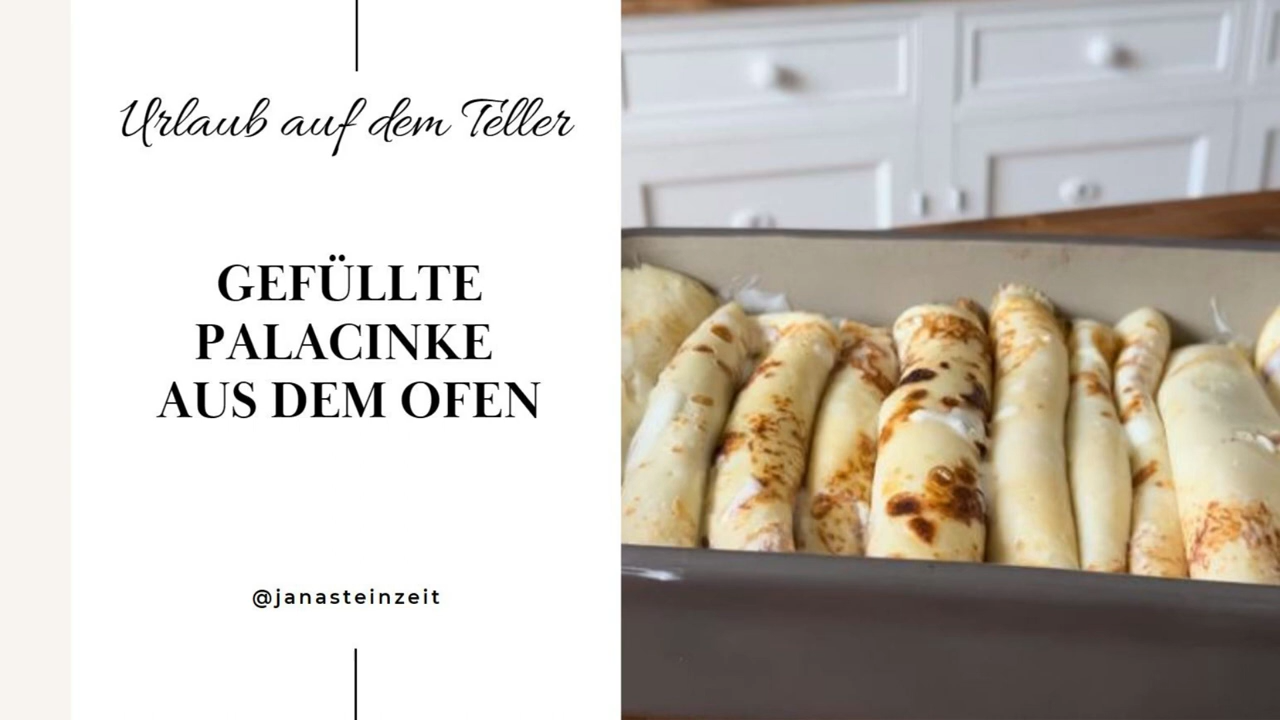 Urlaub auf dem Teller
GEFÜLLTE
PALACINKE
AUS DEM OFEN
@janasteinzeit